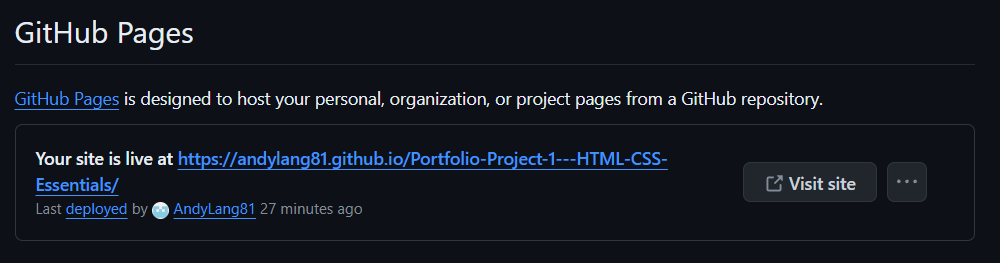 GitHub Pages
GitHub Pages is designed to host your personal, organization, or project pages from a GitHub repository.
Your site is live at https://andylang81.github.io/Portfolio-Project-1---HTML-CSS-
Essentials/
Visit site
Last deployed by AndyLang81 27 minutes ago